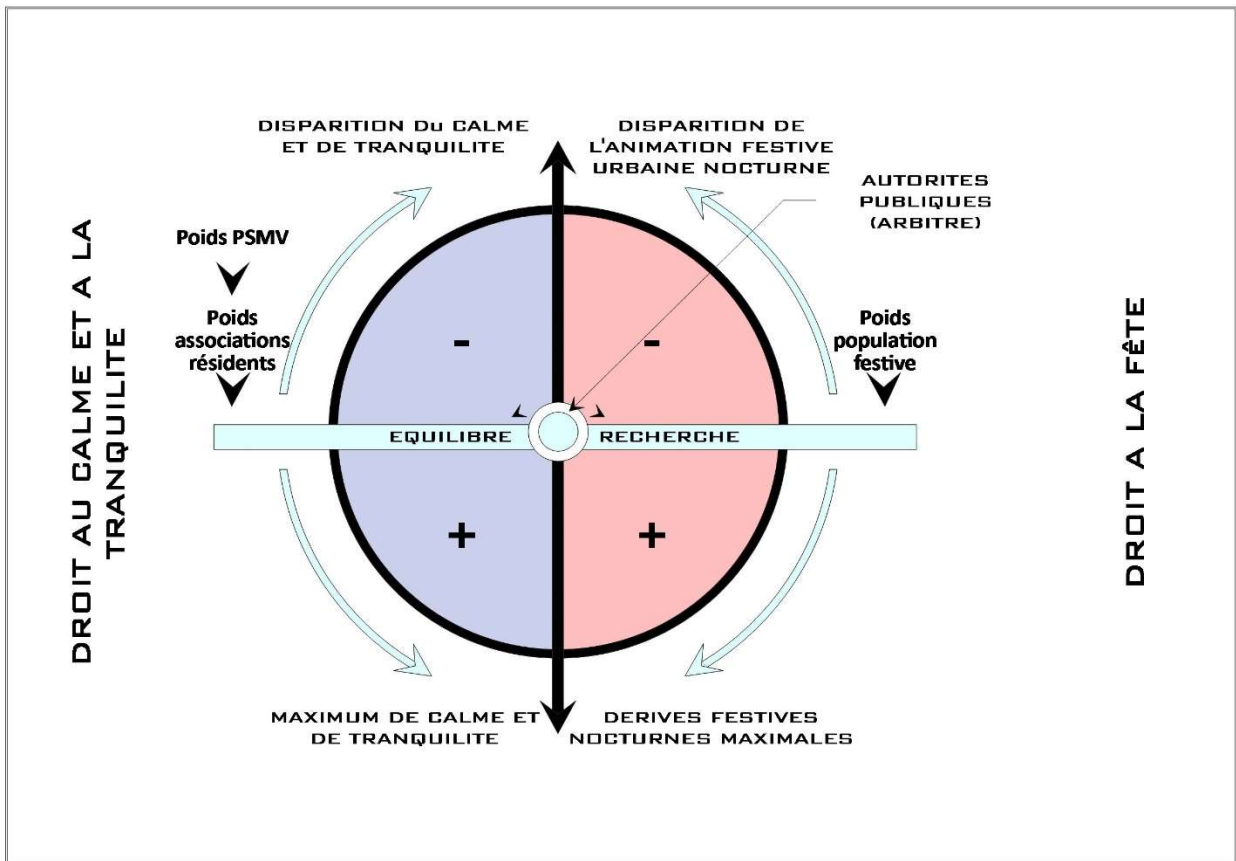 DISPARITION Du CALME
ET DE TRANQUILITE
DISPARITION DE
L'ANIMATION FESTIVE
URBAINE NOCTURNE
AUTORITES
PUBLIQUES
(ARBITRE)
DROIT AU CALME ET A LA
TRANQUILITE
Poids PSMV
Poids
associations
résidents
Poids
population
festive
DROIT A LA FÊTE
-
-
EQUILIBRE
RECHERCHE
+
+
MAXIMUM DE CALME ET
DE TRANQUILITE
DERIVES FESTIVES
NOCTURNES MAXIMALES